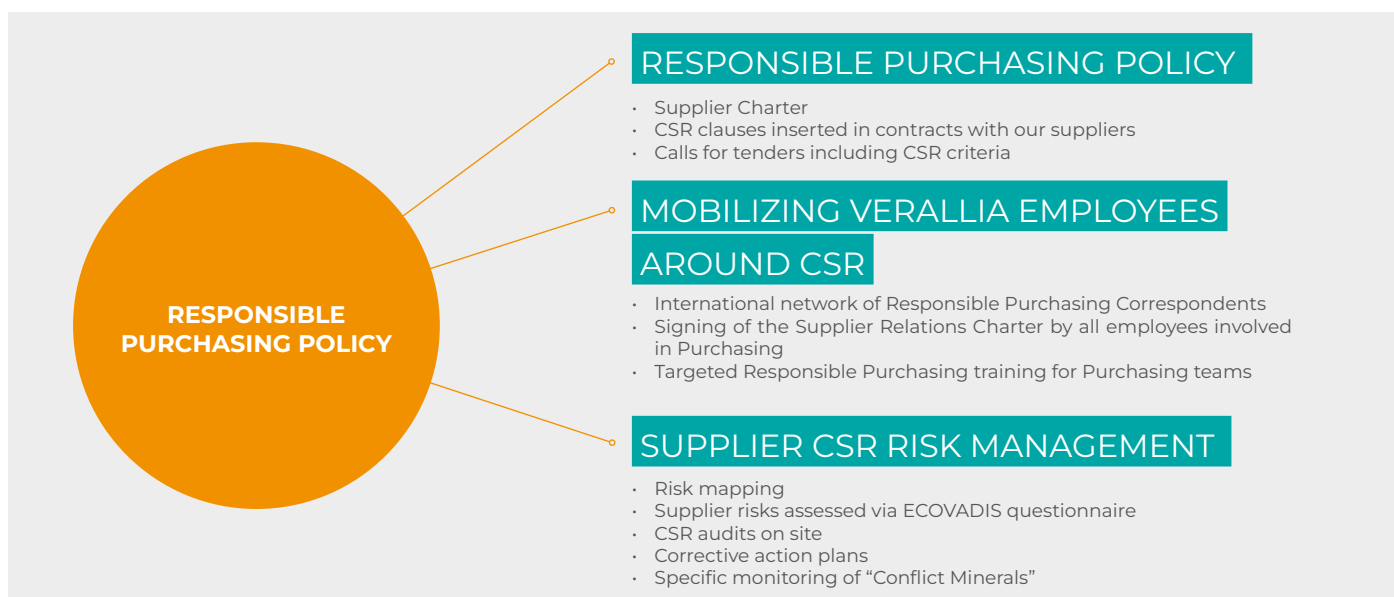 RESPONSIBLE
PURCHASING POLICY
RESPONSIBLE PURCHASING POLICY
• Supplier Charter
• CSR clauses inserted in contracts with our suppliers
• Calls for tenders including CSR criteria
MOBILIZING VERALLIA EMPLOYEES
AROUND CSR
• International network of Responsible Purchasing Correspondents
• Signing of the Supplier Relations Charter by all employees involved
in Purchasing
• Targeted Responsible Purchasing training for Purchasing teams
SUPPLIER CSR RISK MANAGEMENT
• Risk mapping
• Supplier risks assessed via ECOVADIS questionnaire
• CSR audits on site
• Corrective action plans
• Specific monitoring of “Conflict Minerals”